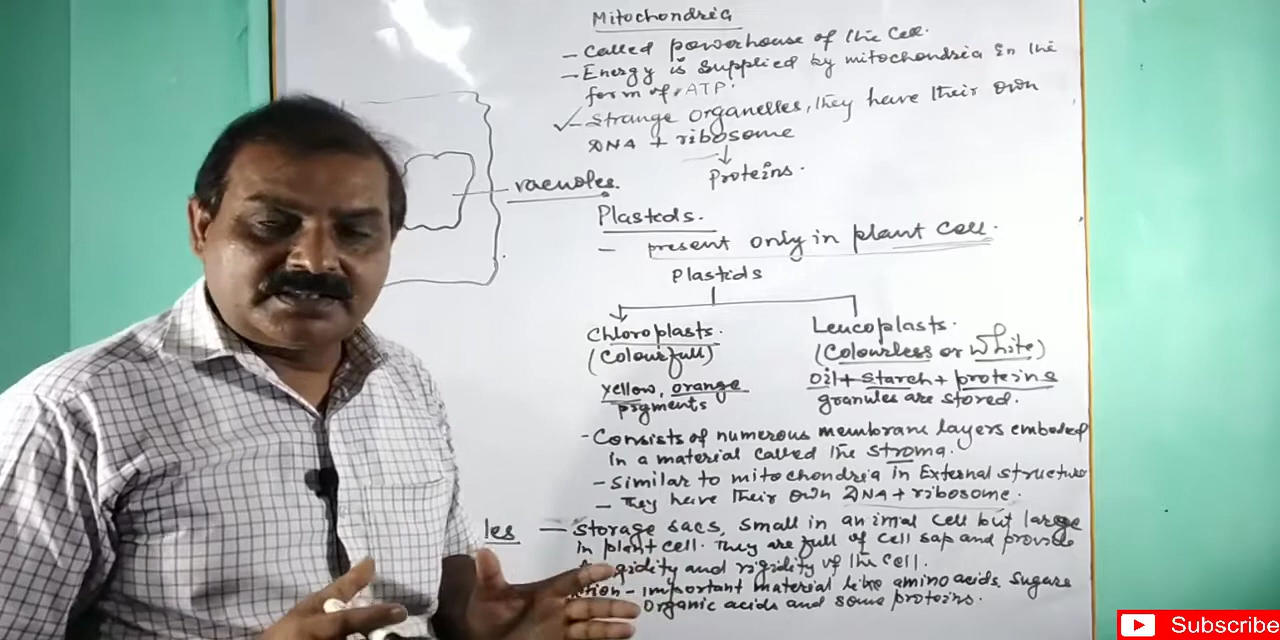 Mitochondria
- Called powerhouse of the cell.
- Energy is supplied by mitochondria in the
form of ATP.
✓- Strange organelles, they have their own
DNA + ribosome
Proteins.
vacuoles.
Plastids.
- present only in plant cell.
Plastids
Chloroplasts.
(Colourfull)
yellow, orange
pigments
Leucoplasts.
(Colourless or White)
Oil + starch + proteins
granules are stored.
- Consists of numerous membrane layers embeded
in a material called the stroma.
- Similar to mitochondria in External structure
- They have their own DNA + ribosome.
les - storage sacs, small in animal cell but large
in plant cell. They are full of cell sap and provide
and rigidity of the cell.
- important material like amino acids, Sugars
Organic acids and some proteins.
Subscribe